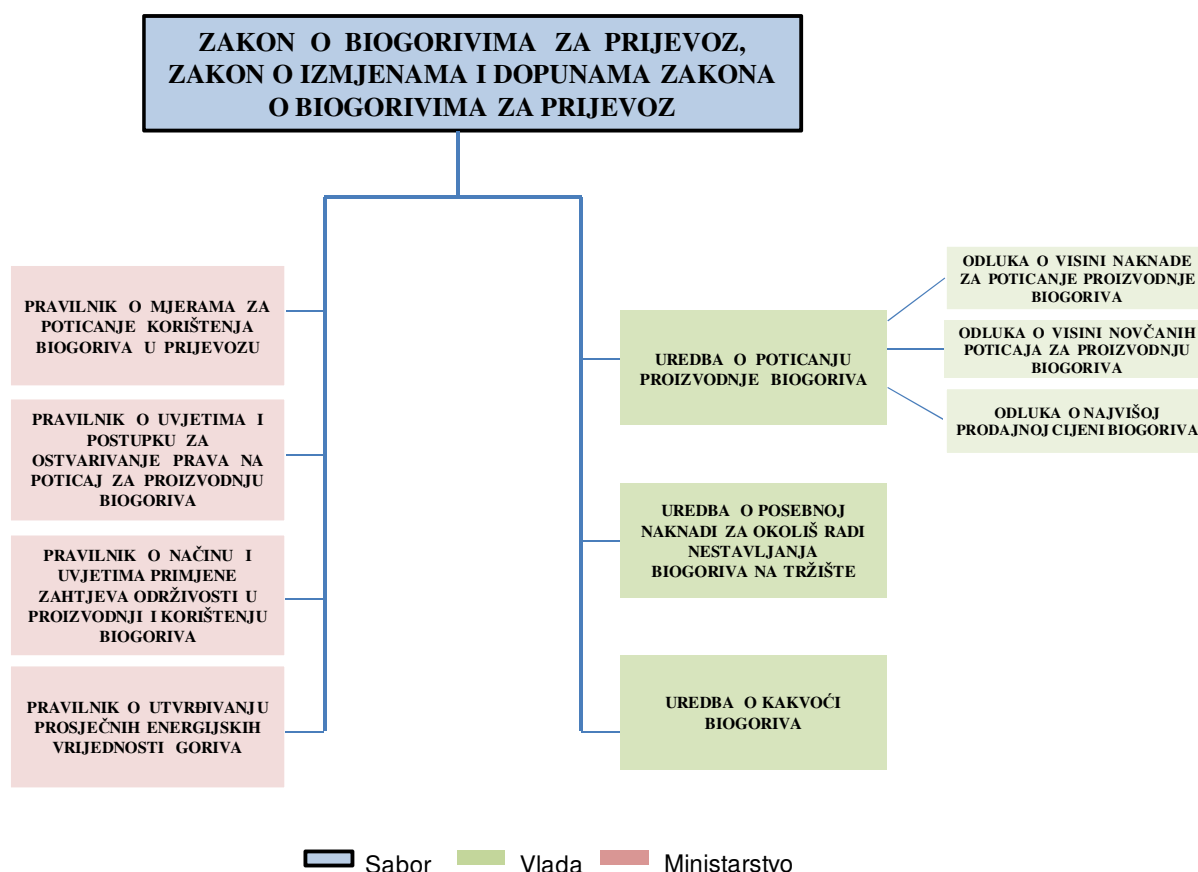 ZAKON O BIOGORIVIMA ZA PRIJEVOZ,
ZAKON O IZMJENAMA I DOPUNAMA ZAKONA
O BIOGORIVIMA ZA PRIJEVOZ
PRAVILNIK O MJERAMA ZA
POTICANJE KORIŠTENJA
BIOGORIVA U PRIJEVOZU
PRAVILNIK O UVJETIMA I
POSTUPKU ZA
OSTVARIVANJE PRAVA NA
POTICAJ ZA PROIZVODNJU
BIOGORIVA
PRAVILNIK O NAČINU I
UVJETIMA PRIMJENE
ZAHTJEVA ODRŽIVOSTI U
PROIZVODNJI I KORIŠTENJU
BIOGORIVA
PRAVILNIK O UTVRĐIVANJU
PROSJEČNIH ENERGIJSKIH
VRIJEDNOSTI GORIVA
UREDBA O POTICANJU
PROIZVODNJE BIOGORIVA
UREDBA O POSEBNOJ
NAKNADI ZA OKOLIŠ RADI
NESTAVLJANJA
BIOGORIVA NA TRŽIŠTE
UREDBA O KAKVOĆI
BIOGORIVA
ODLUKA O VISINI NAKNADE
ZA POTICANJE PROIZVODNJE
BIOGORIVA
ODLUKA O VISINI NOVČANIH
POTICAJA ZA PROIZVODNJU
BIOGORIVA
ODLUKA O NAJVIŠOJ
PRODAJNOJ CIJENI BIOGORIVA
Sabor
Vlada
Ministarstvo